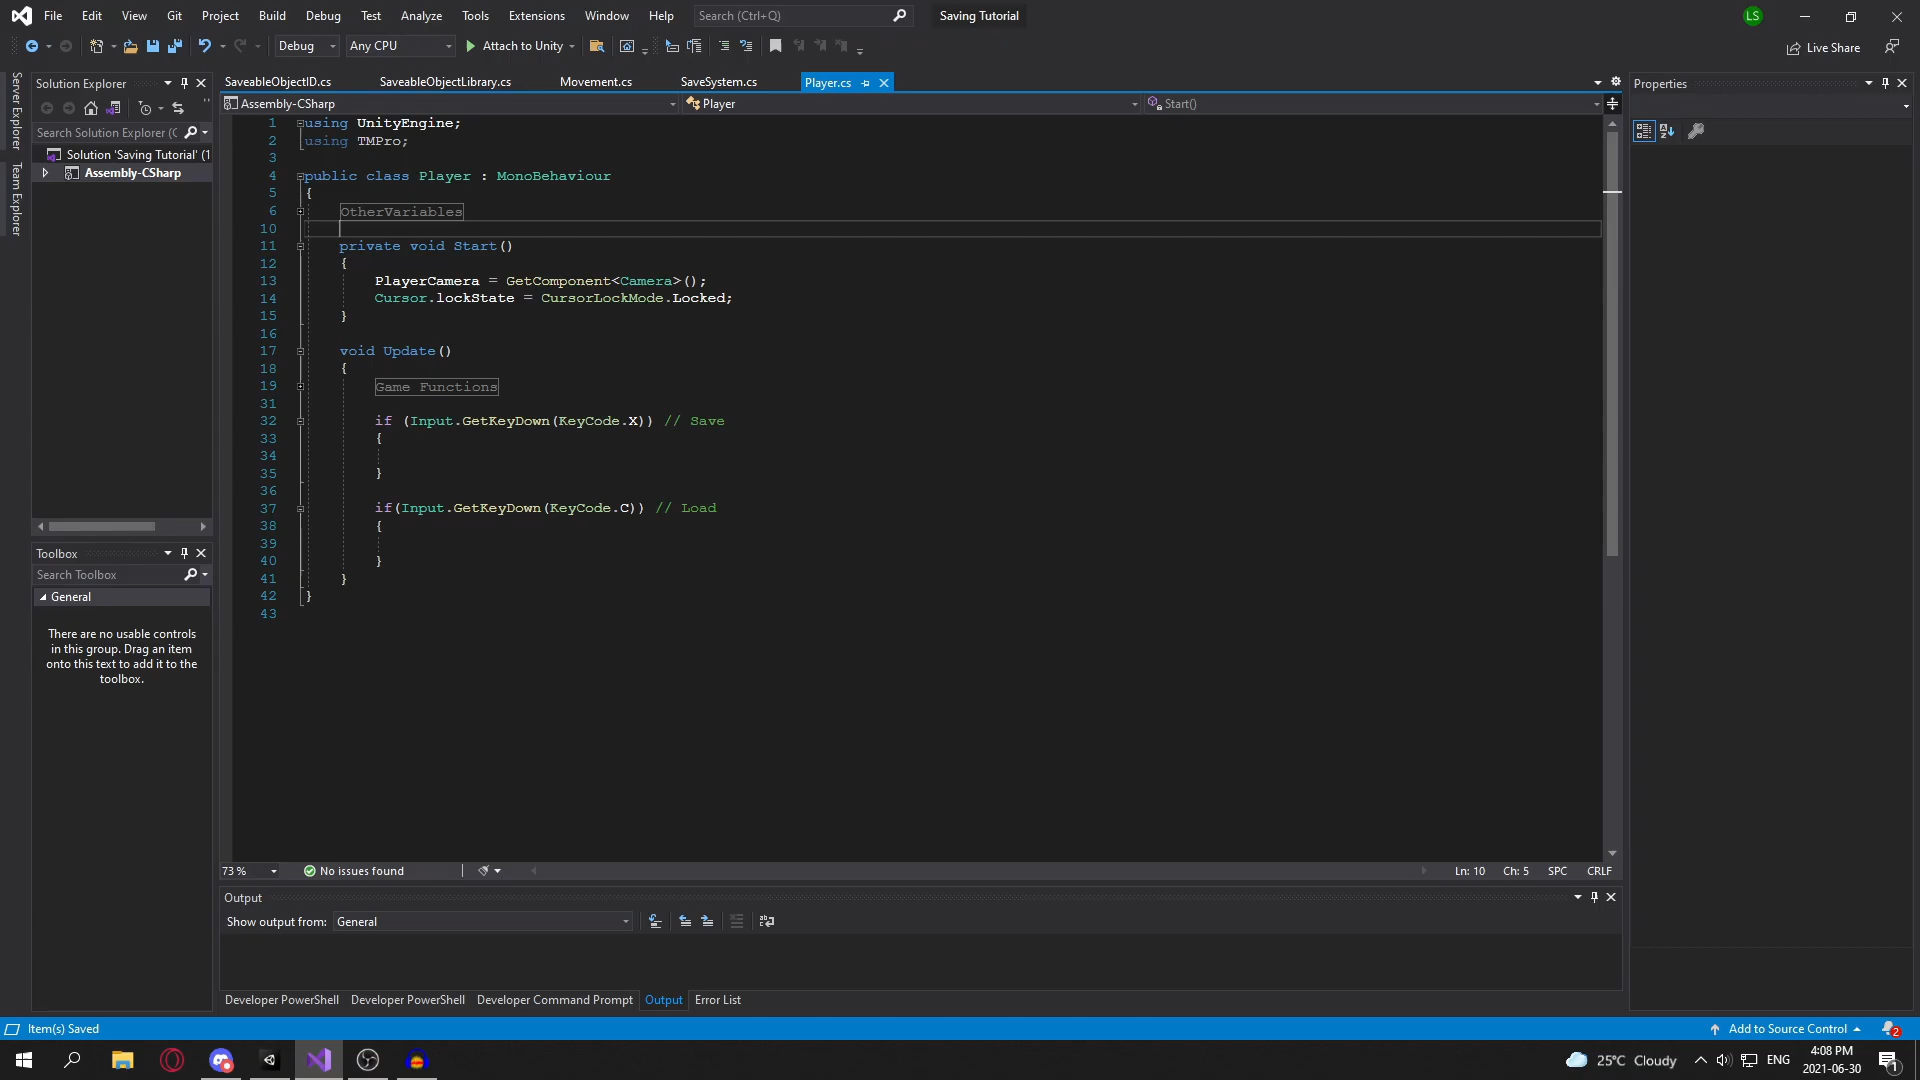 File Edit View Git Project Build Debug Test Analyze Tools Extensions Window Help Search (Ctrl+Q) Saving Tutorial LS
Debug Any CPU Attach to Unity Live Share
Server Explorer
Team Explorer
Solution Explorer
Search Solution Explorer (C
Solution 'Saving Tutorial' (1
Assembly-CSharp
Toolbox
Search Toolbox
General
There are no usable controls
in this group. Drag an item
onto this text to add it to the
toolbox.
SaveableObjectID.cs SaveableObjectLibrary.cs Movement.cs SaveSystem.cs Player.cs
Assembly-CSharp Player Start()
1 using UnityEngine;
2 using TMPro;
3
4 public class Player : MonoBehaviour
5 {
6 OtherVariables
10
11 private void Start()
12 {
13 PlayerCamera = GetComponent<Camera>();
14 Cursor.lockState = CursorLockMode.Locked;
15 }
16
17 void Update()
18 {
19 Game Functions
31
32 if (Input.GetKeyDown(KeyCode.X)) // Save
33 {
34
35 }
36
37 if(Input.GetKeyDown(KeyCode.C)) // Load
38 {
39
40 }
41 }
42 }
43
73 % No issues found Ln: 10 Ch: 5 SPC CRLF
Output
Show output from: General
Developer PowerShell Developer PowerShell Developer Command Prompt Output Error List
Properties
Item(s) Saved Add to Source Control 2
25°C Cloudy ENG 4:08 PM
2021-06-30 1